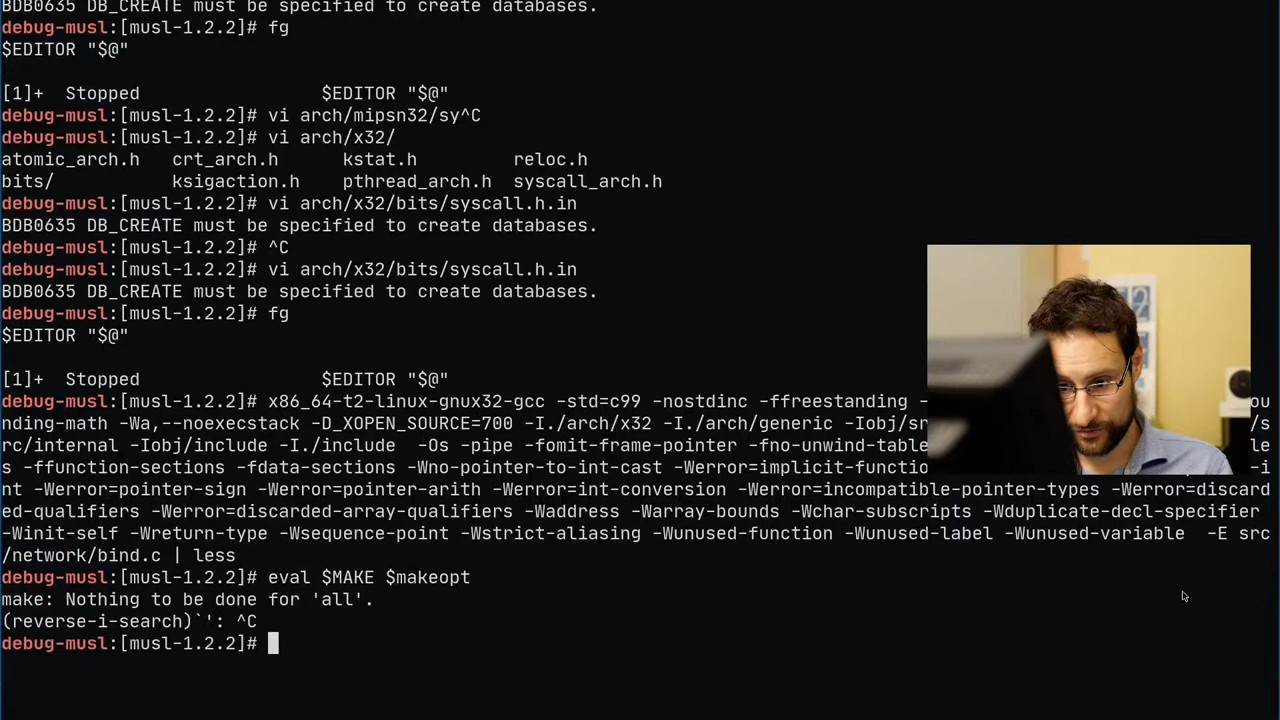 BDB0635 DB_CREATE must be specified to create databases.
debug-musl:[musl-1.2.2]# fg
$EDITOR "$@"
[1]+  Stopped                 $EDITOR "$@"
debug-musl:[musl-1.2.2]# vi arch/mipsn32/sy^C
debug-musl:[musl-1.2.2]# vi arch/x32/
atomic_arch.h   crt_arch.h      kstat.h         reloc.h
bits/           ksigaction.h    pthread_arch.h  syscall_arch.h
debug-musl:[musl-1.2.2]# vi arch/x32/bits/syscall.h.in
BDB0635 DB_CREATE must be specified to create databases.
debug-musl:[musl-1.2.2]# ^C
debug-musl:[musl-1.2.2]# vi arch/x32/bits/syscall.h.in
BDB0635 DB_CREATE must be specified to create databases.
debug-musl:[musl-1.2.2]# fg
$EDITOR "$@"
[1]+  Stopped                 $EDITOR "$@"
debug-musl:[musl-1.2.2]# x86_64-t2-linux-gnux32-gcc -std=c99 -nostdinc -ffreestanding - ou
nding-math -Wa,--noexecstack -D_XOPEN_SOURCE=700 -I./arch/x32 -I./arch/generic -Iobj/sr /s
rc/internal -Iobj/include -I./include -Os -pipe -fomit-frame-pointer -fno-unwind-table le
s -ffunction-sections -fdata-sections -Wno-pointer-to-int-cast -Werror=implicit-functio -i
nt -Werror=pointer-sign -Werror=pointer-arith -Werror=int-conversion -Werror=incompatible-pointer-types -Werror=discard
ed-qualifiers -Werror=discarded-array-qualifiers -Waddress -Warray-bounds -Wchar-subscripts -Wduplicate-decl-specifier
-Winit-self -Wreturn-type -Wsequence-point -Wstrict-aliasing -Wunused-function -Wunused-label -Wunused-variable  -E src
/network/bind.c | less
debug-musl:[musl-1.2.2]# eval $MAKE $makeopt
make: Nothing to be done for 'all'.
(reverse-i-search)`': ^C
debug-musl:[musl-1.2.2]#